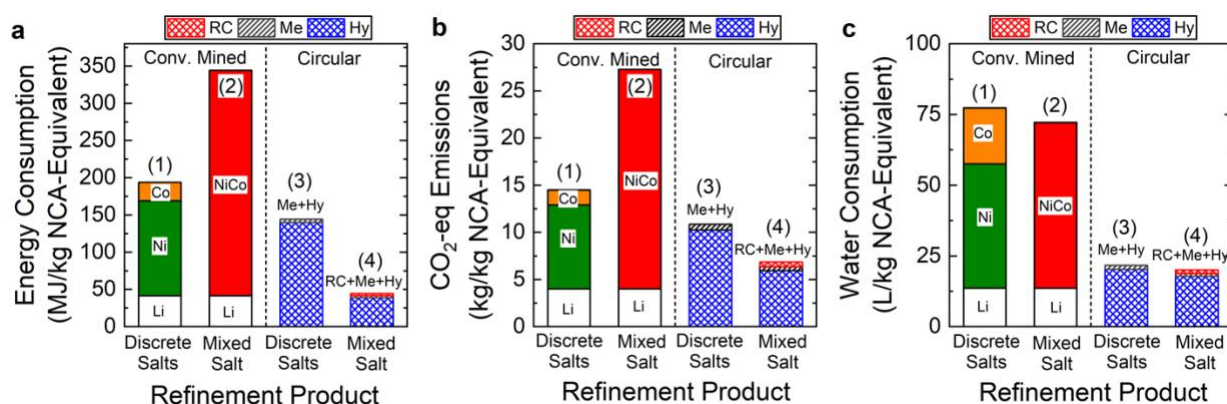 a
RC Me Hy
Conv. Mined
Circular
Energy Consumption
(MJ/kg NCA-Equivalent)
350
300
250
200
150
100
50
0
(1)
Co
Ni
Li
(2)
NiCo
Li
(3)
Me+Hy
(4)
RC+Me+Hy
Discrete Salts
Mixed Salt
Discrete Salts
Mixed Salt
Refinement Product
b
RC Me Hy
Conv. Mined
Circular
CO₂-eq Emissions
(kg/kg NCA-Equivalent)
30
25
20
15
10
5
0
(1)
Co
Ni
Li
(2)
NiCo
Li
(3)
Me+Hy
(4)
RC+Me+Hy
Discrete Salts
Mixed Salt
Discrete Salts
Mixed Salt
Refinement Product
c
RC Me Hy
Conv. Mined
Circular
Water Consumption
(L/kg NCA-Equivalent)
100
75
50
25
0
(1)
Co
Ni
Li
(2)
NiCo
Li
(3)
Me+Hy
(4)
RC+Me+Hy
Discrete Salts
Mixed Salt
Discrete Salts
Mixed Salt
Refinement Product